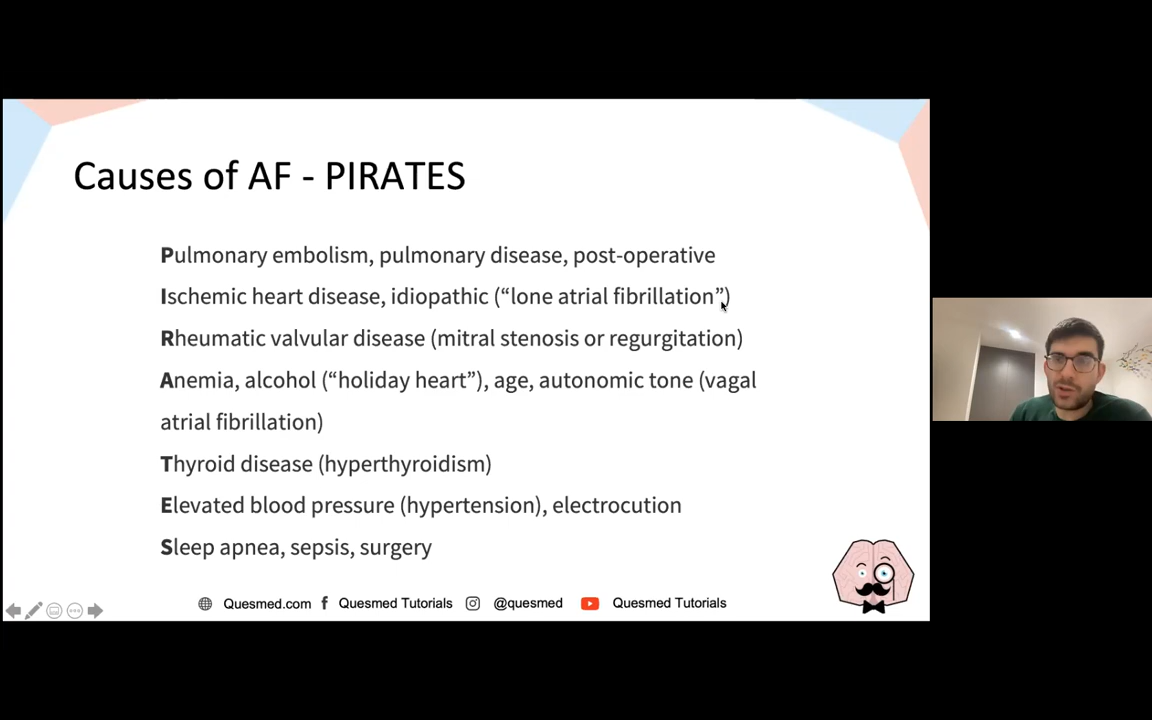 Causes of AF - PIRATES
Pulmonary embolism, pulmonary disease, post-operative
Ischemic heart disease, idiopathic (“lone atrial fibrillation”)
Rheumatic valvular disease (mitral stenosis or regurgitation)
Anemia, alcohol (“holiday heart”), age, autonomic tone (vagal
atrial fibrillation)
Thyroid disease (hyperthyroidism)
Elevated blood pressure (hypertension), electrocution
Sleep apnea, sepsis, surgery
Quesmed.com Quesmed Tutorials @quesmed Quesmed Tutorials